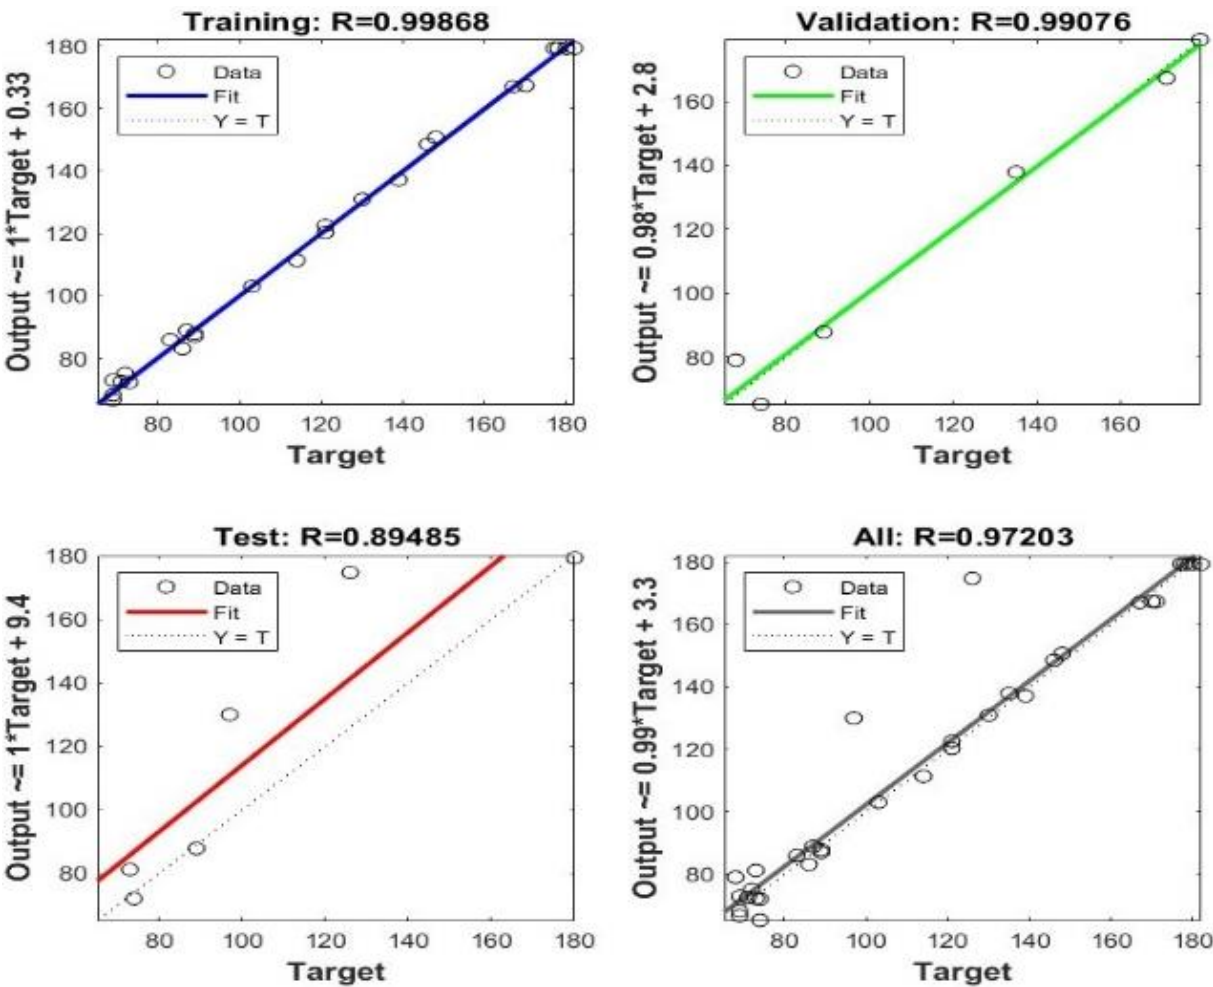 Training: R=0.99868
Output ~= 1*Target + 0.33
180
160
140
120
100
80
Data
Fit
Y = T
80 100 120 140 160 180
Target
Validation: R=0.99076
Output ~= 0.98*Target + 2.8
160
140
120
100
80
Data
Fit
Y = T
80 100 120 140 160
Target
Test: R=0.89485
Output ~= 1*Target + 9.4
180
160
140
120
100
80
Data
Fit
Y = T
80 100 120 140 160 180
Target
All: R=0.97203
Output ~= 0.99*Target + 3.3
180
160
140
120
100
80
Data
Fit
Y = T
80 100 120 140 160 180
Target